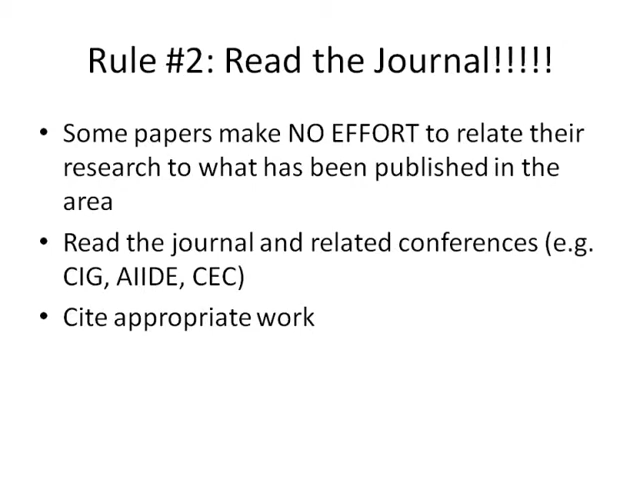 Rule #2: Read the Journal!!!!!
• Some papers make NO EFFORT to relate their
research to what has been published in the
area
• Read the journal and related conferences (e.g.
CIG, AIIDE, CEC)
• Cite appropriate work